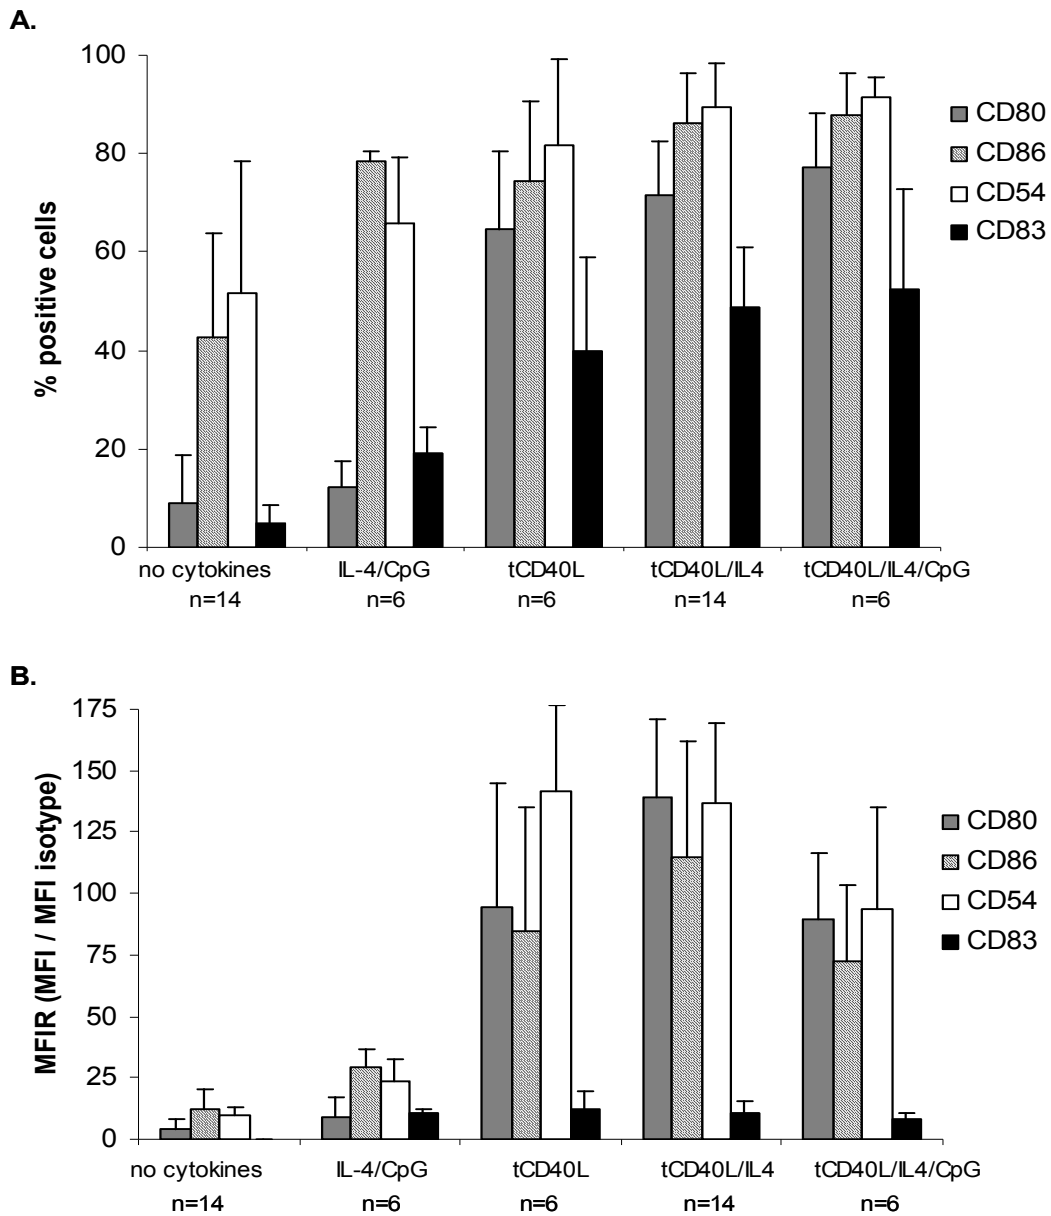 A.
100
80
60
40
20
0
% positive cells
CD80
CD86
CD54
CD83
no cytokines IL-4/CpG tCD40L tCD40L/IL4 tCD40L/IL4/CpG
n=14 n=6 n=6 n=14 n=6
B.
175
150
125
100
75
50
25
0
MFIR (MFI / MFI isotype)
CD80
CD86
CD54
CD83
no cytokines IL-4/CpG tCD40L tCD40L/IL4 tCD40L/IL4/CpG
n=14 n=6 n=6 n=14 n=6